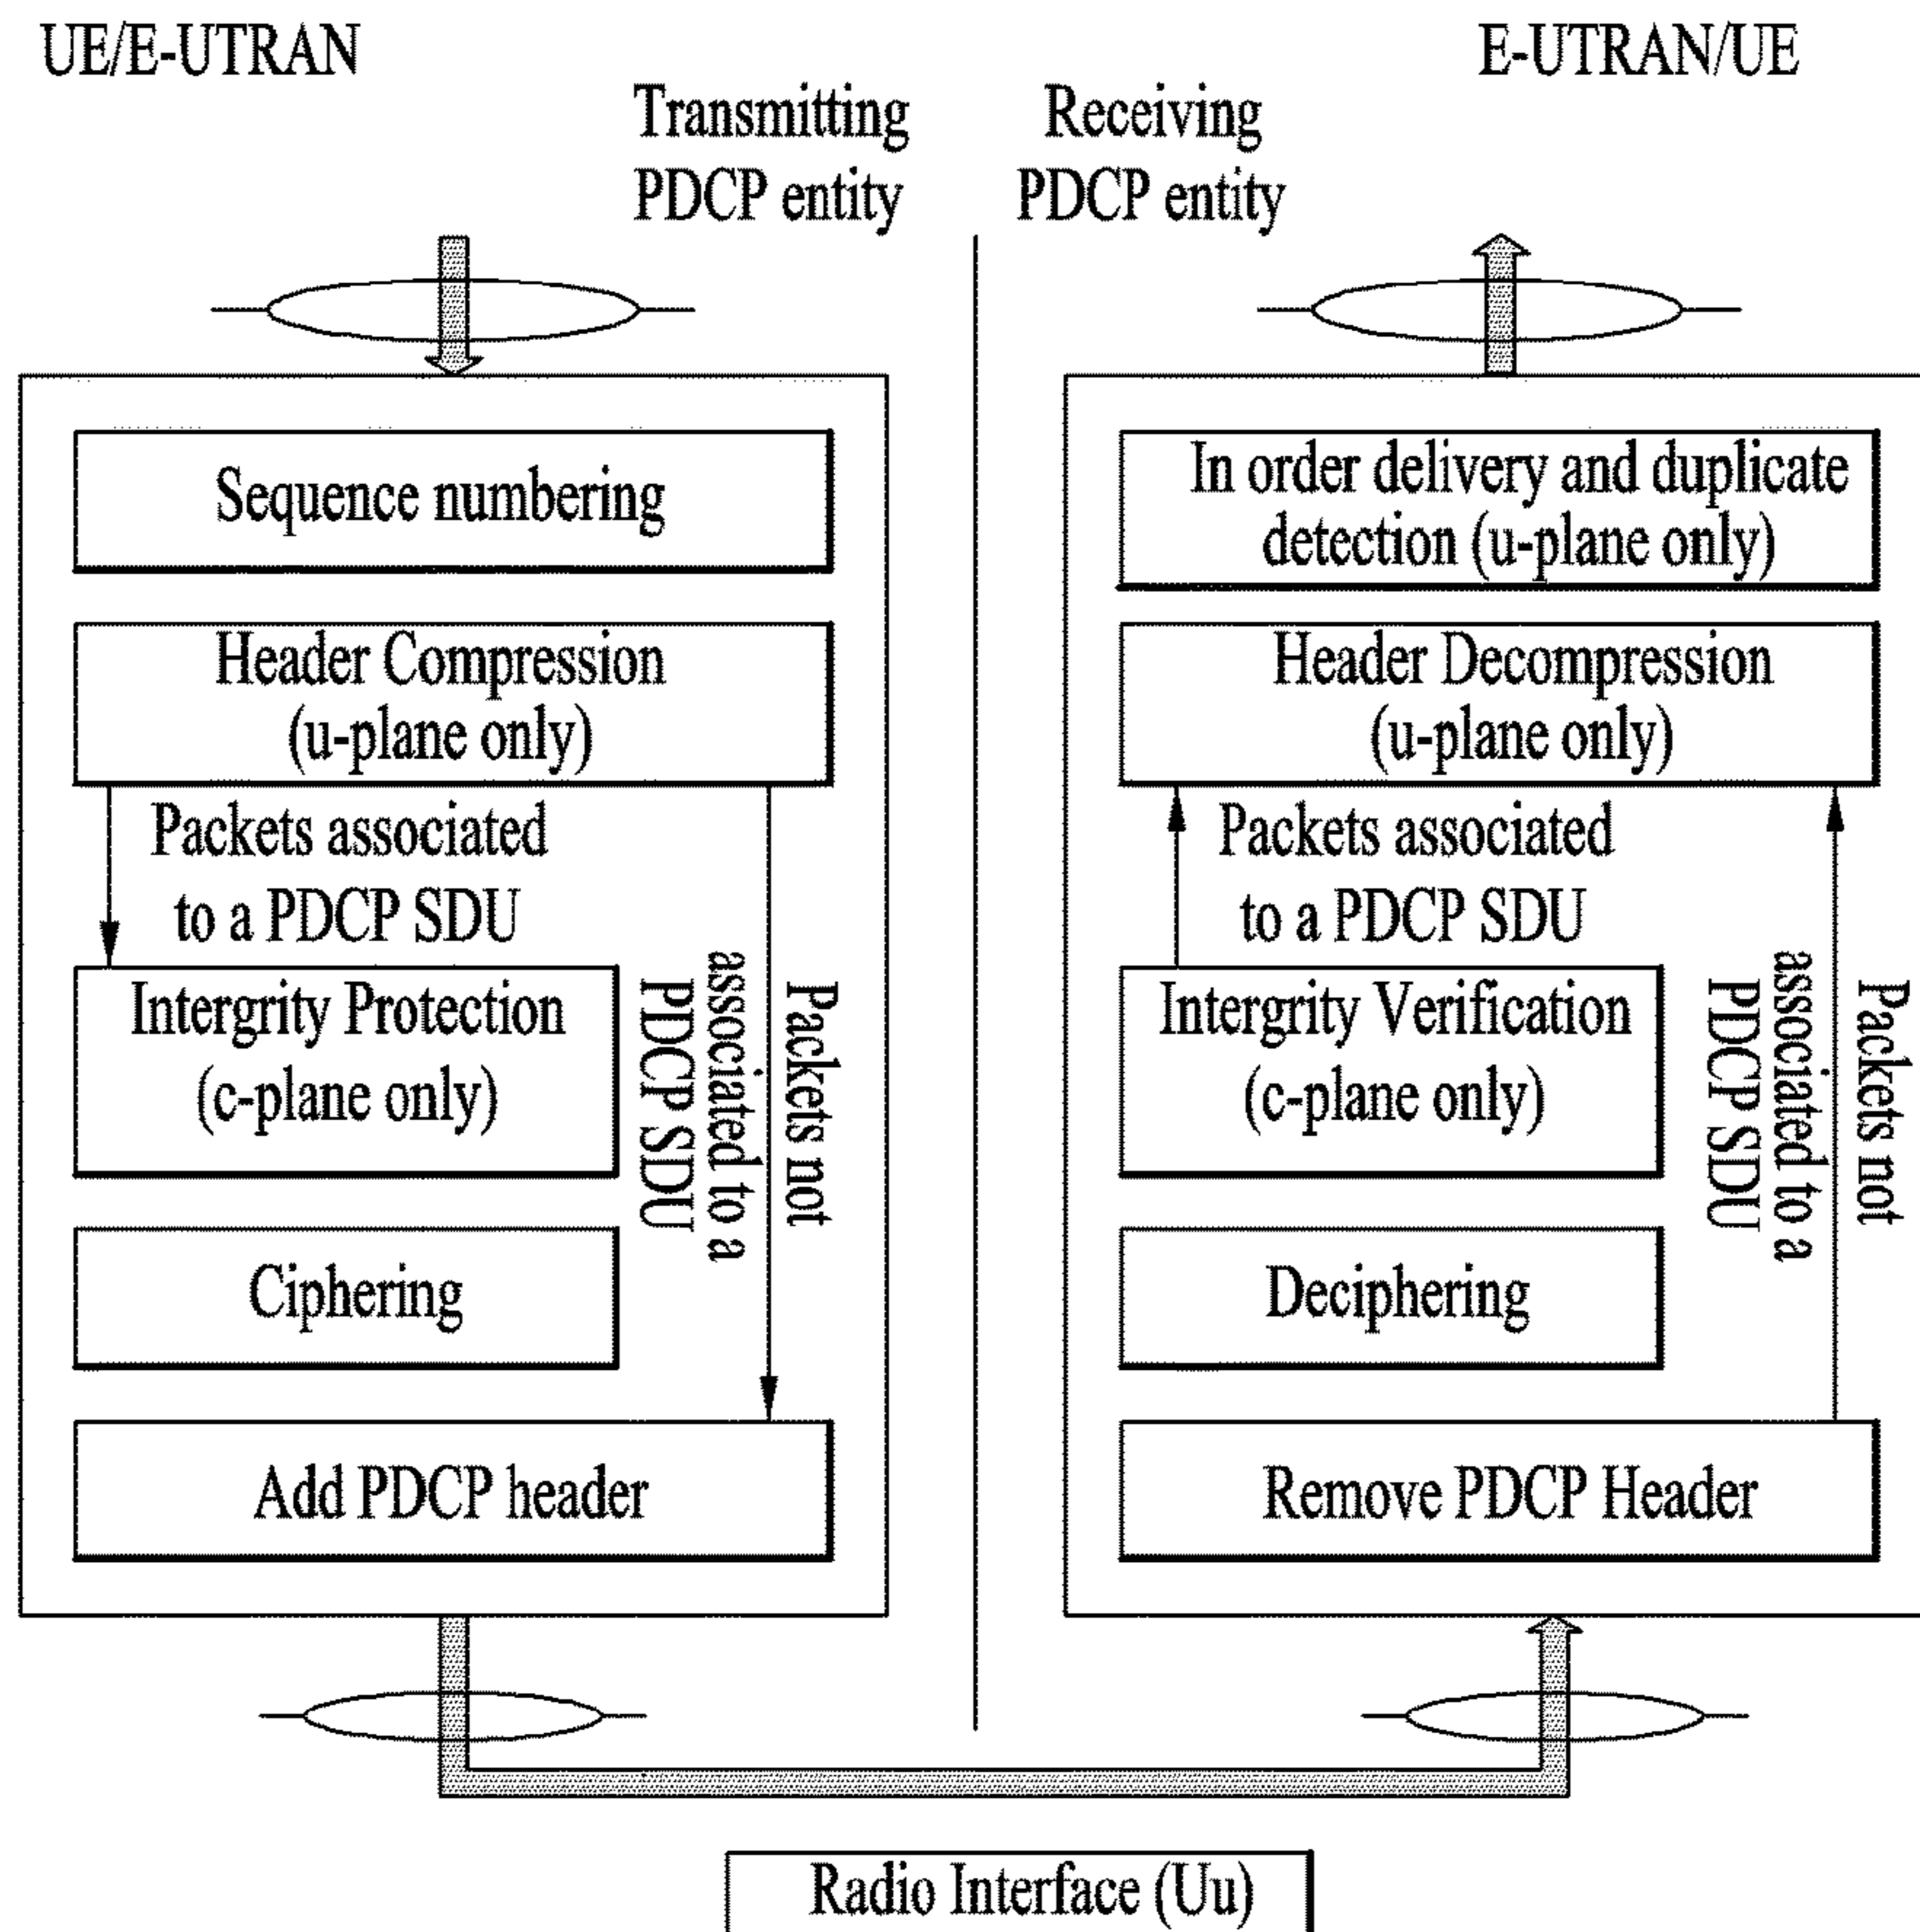 UE/E-UTRAN
E-UTRAN/UE
Transmitting
PDCP entity
Receiving
PDCP entity
Sequence numbering
Header Compression
(u-plane only)
Packets associated
to a PDCP SDU
Packets not
associated to a
PDCP SDU
Intergrity Protection
(c-plane only)
Ciphering
Add PDCP header
In order delivery and duplicate
detection (u-plane only)
Header Decompression
(u-plane only)
Packets associated
to a PDCP SDU
Packets not
associated to a
PDCP SDU
Intergrity Verification
(c-plane only)
Deciphering
Remove PDCP Header
Radio Interface (Uu)